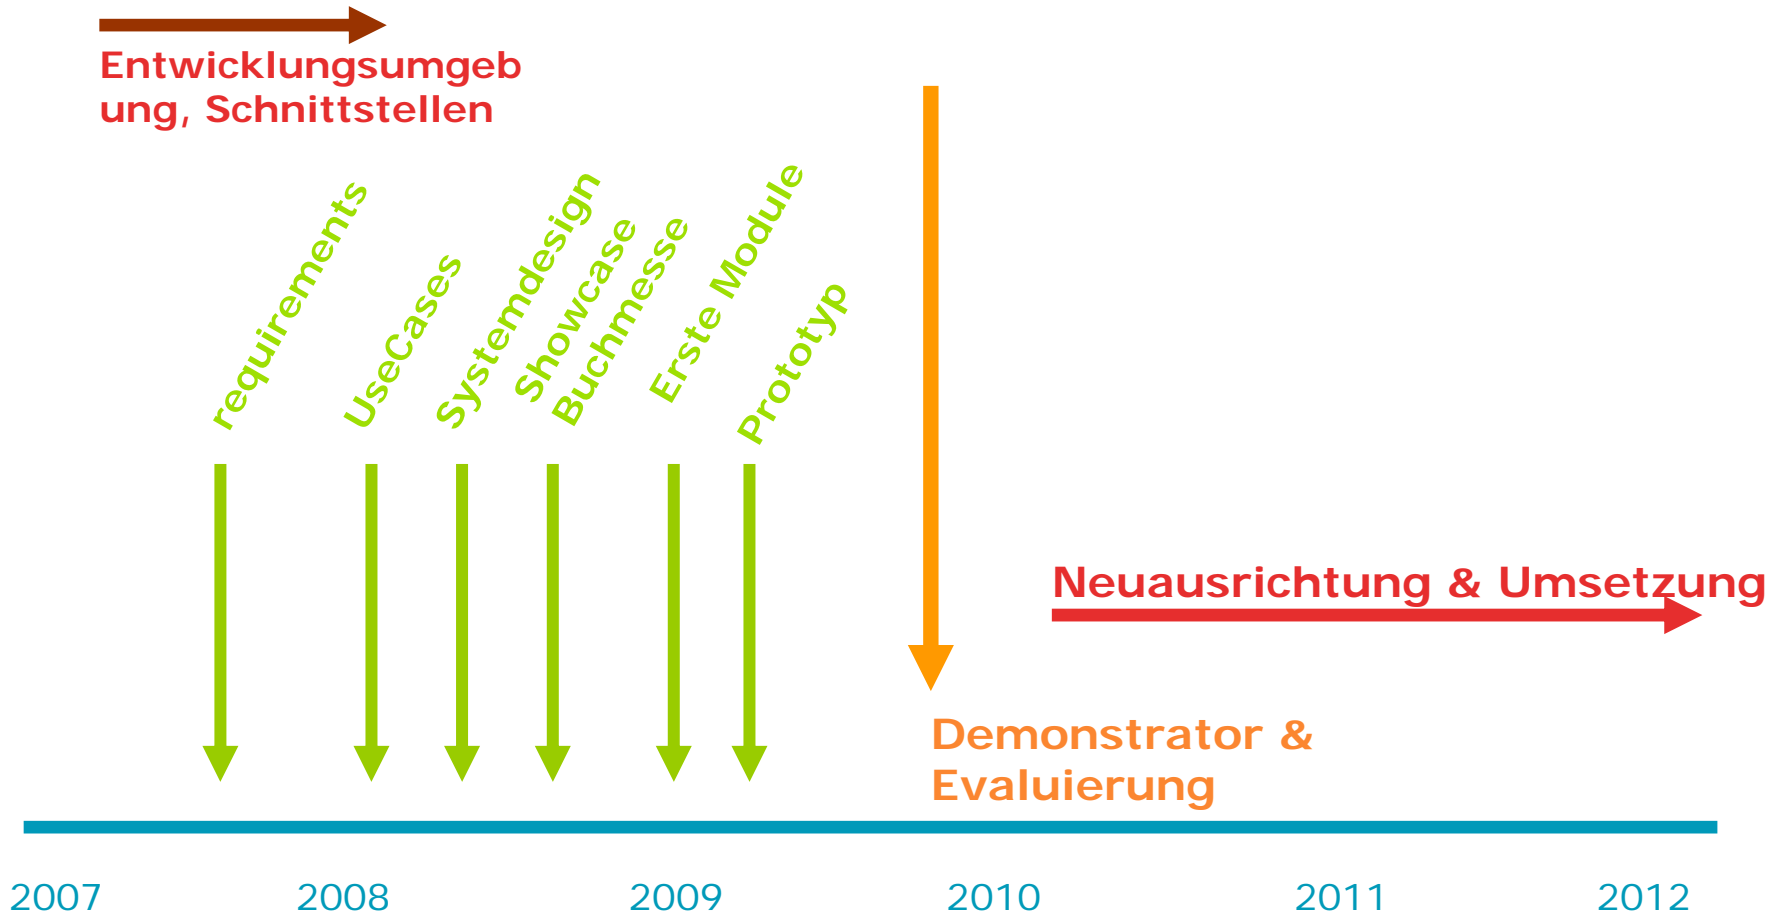 Entwicklungsumgeb
ung, Schnittstellen
requirements
UseCases
Systemdesign
Showcase
Buchmesse
Erste Module
Prototyp
Neuausrichtung & Umsetzung
Demonstrator &
Evaluierung
2007
2008
2009
2010
2011
2012